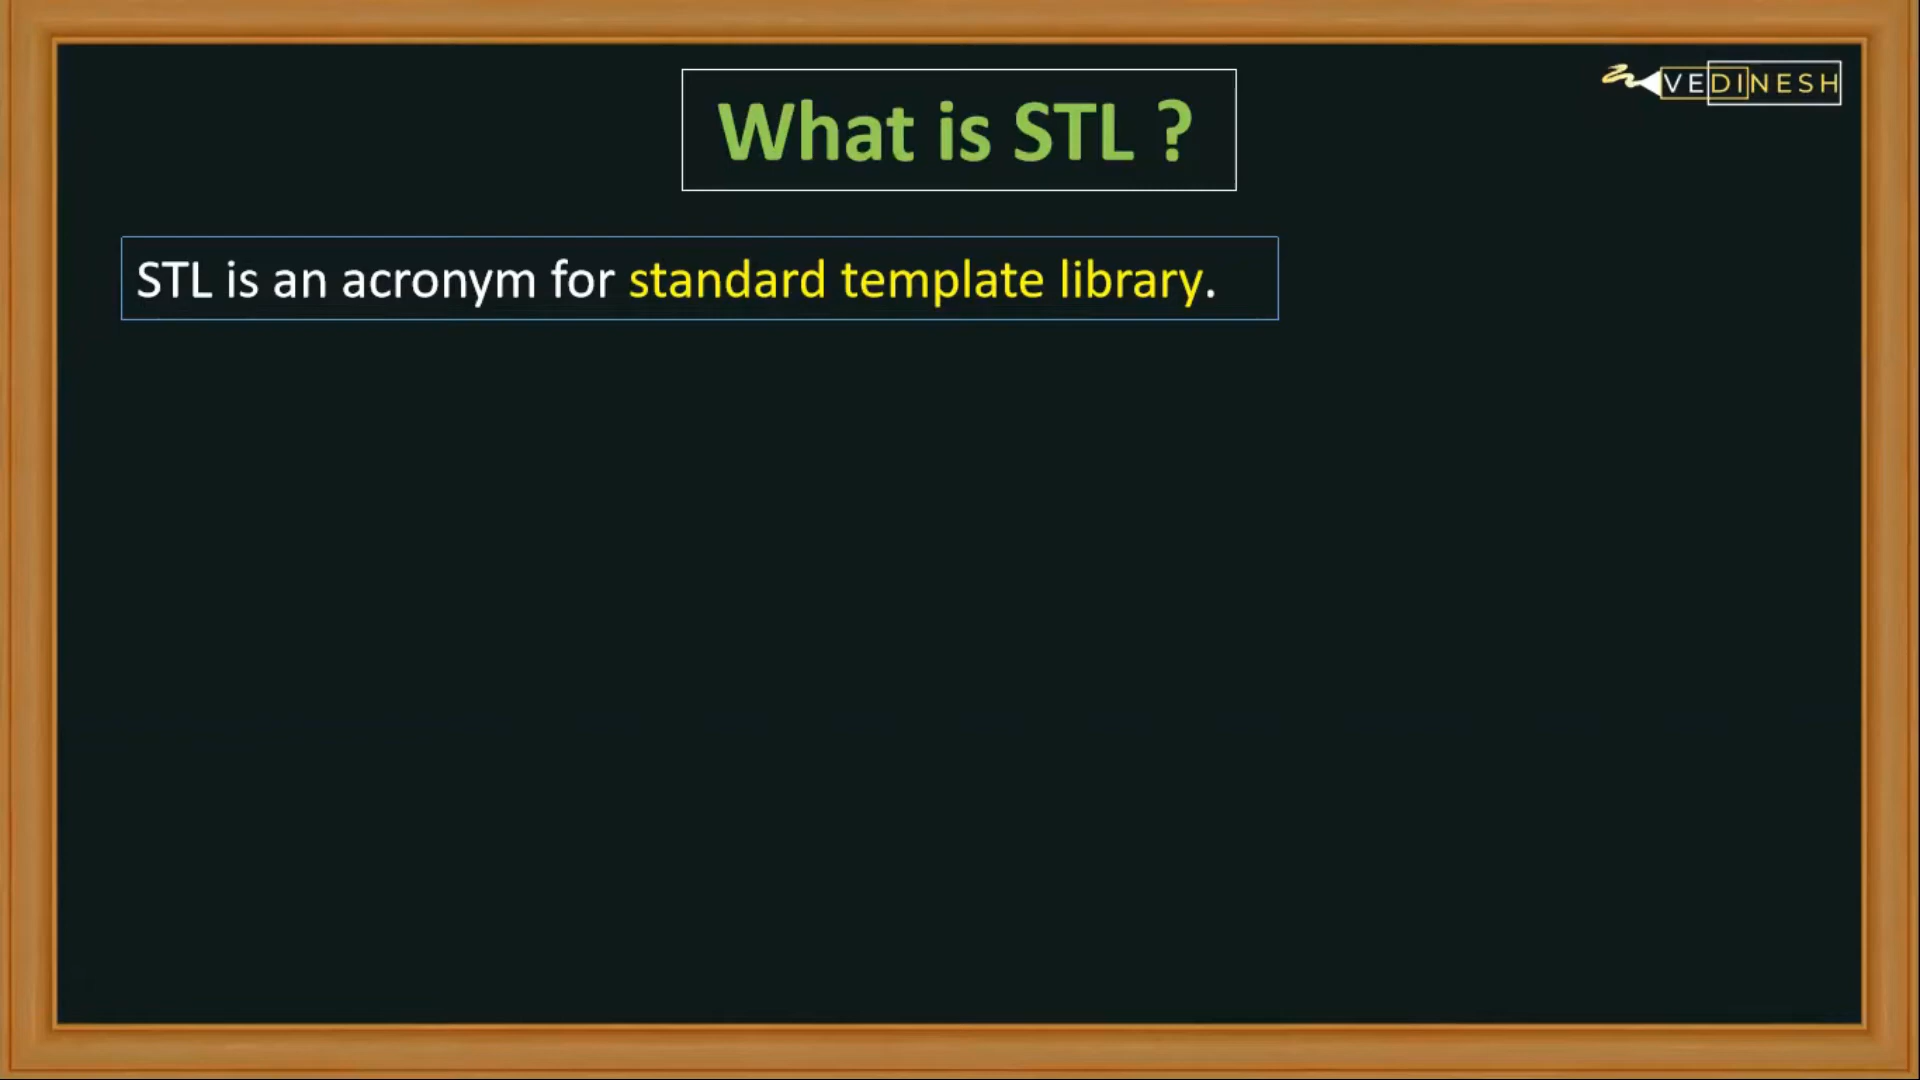 What is STL ?
VEDINESH
STL is an acronym for standard template library.